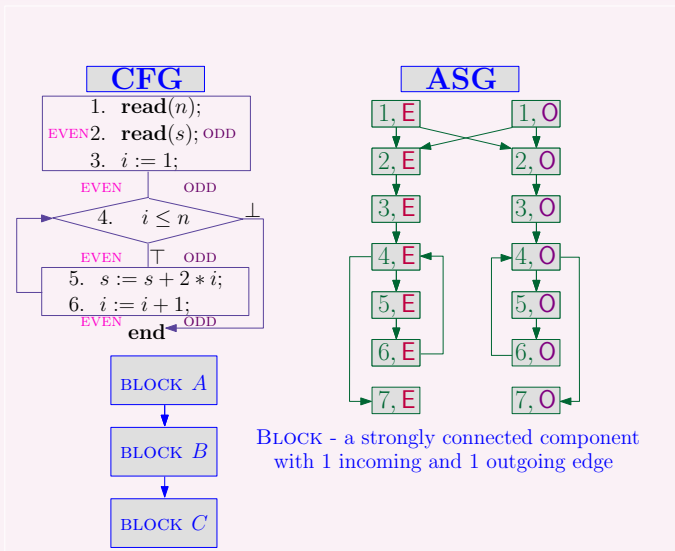 CFG
1. read(n);
EVEN 2. read(s); ODD
3. i := 1;
EVEN ODD
4. i ≤ n ⊥
EVEN ⊤ ODD
5. s := s + 2 * i;
6. i := i + 1;
EVEN ODD
end
BLOCK A
BLOCK B
BLOCK C
ASG
1, E 1, O
2, E 2, O
3, E 3, O
4, E 4, O
5, E 5, O
6, E 6, O
7, E 7, O
BLOCK - a strongly connected component
with 1 incoming and 1 outgoing edge